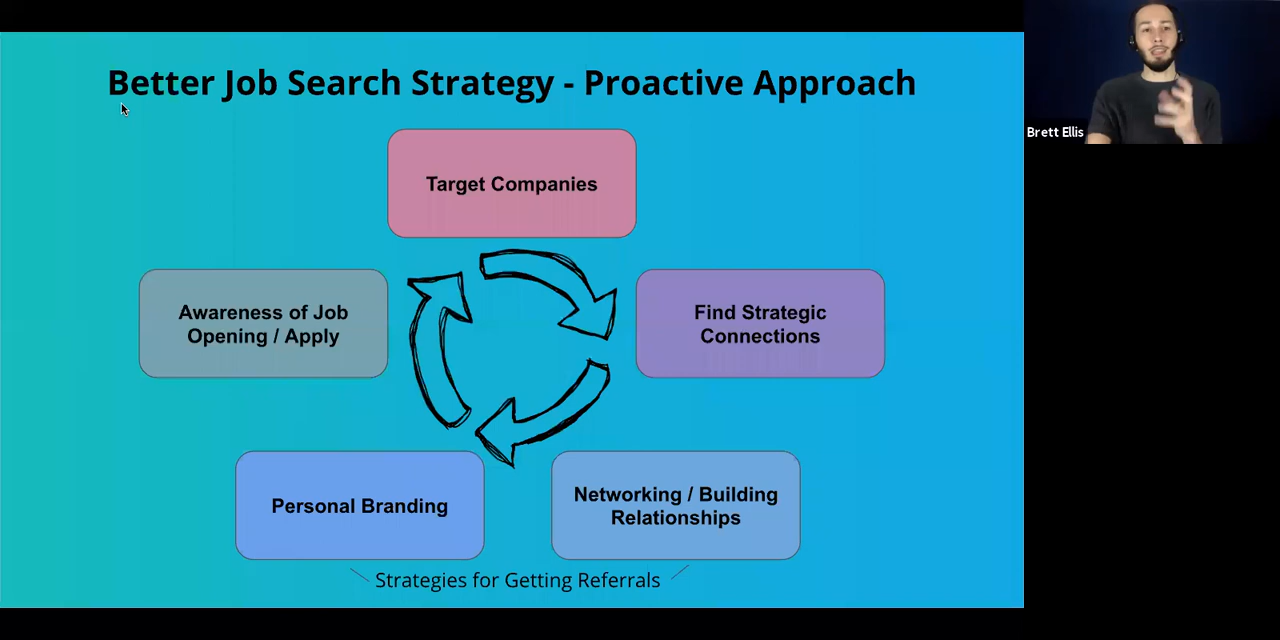 Better Job Search Strategy - Proactive Approach
Brett Ellis
Target Companies
Awareness of Job
Opening / Apply
Find Strategic
Connections
Personal Branding
Networking / Building
Relationships
Strategies for Getting Referrals